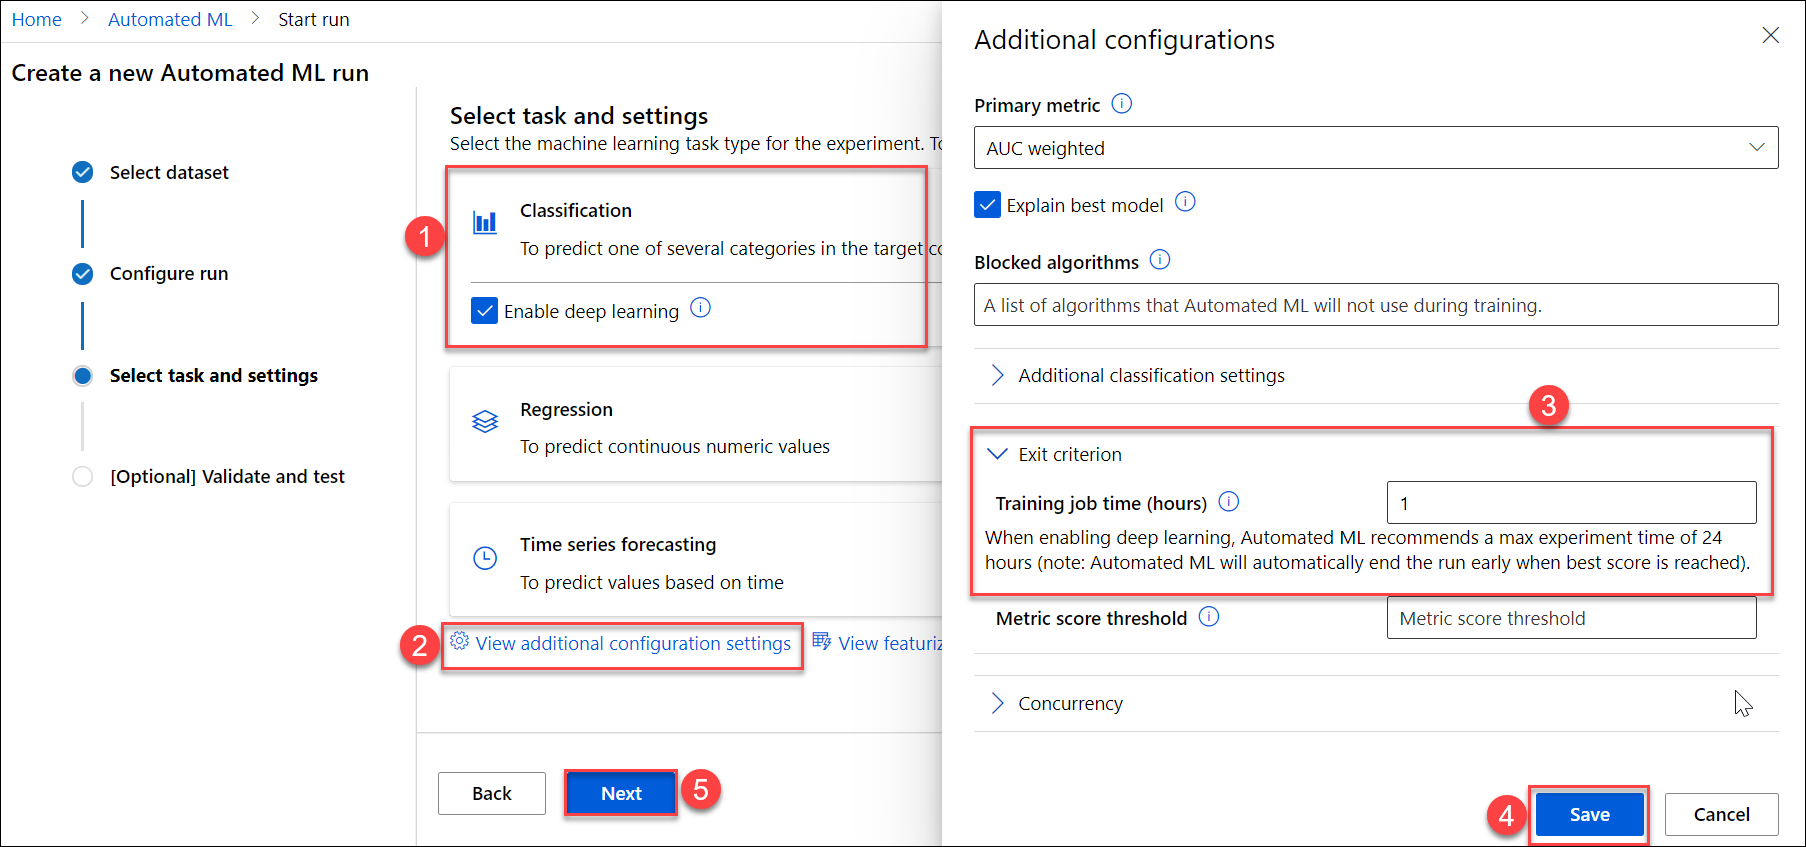 Home > Automated ML > Start run
Create a new Automated ML run
Select dataset
Configure run
Select task and settings
[Optional] Validate and test
Select task and settings
Select the machine learning task type for the experiment. To
1
Classification
To predict one of several categories in the target co
Enable deep learning
Regression
To predict continuous numeric values
Time series forecasting
To predict values based on time
2
View additional configuration settings
View featuriz
Back
Next
5
Additional configurations
Primary metric
AUC weighted
Explain best model
Blocked algorithms
A list of algorithms that Automated ML will not use during training.
Additional classification settings
3
Exit criterion
Training job time (hours)
1
When enabling deep learning, Automated ML recommends a max experiment time of 24
hours (note: Automated ML will automatically end the run early when best score is reached).
Metric score threshold
Metric score threshold
Concurrency
4
Save
Cancel